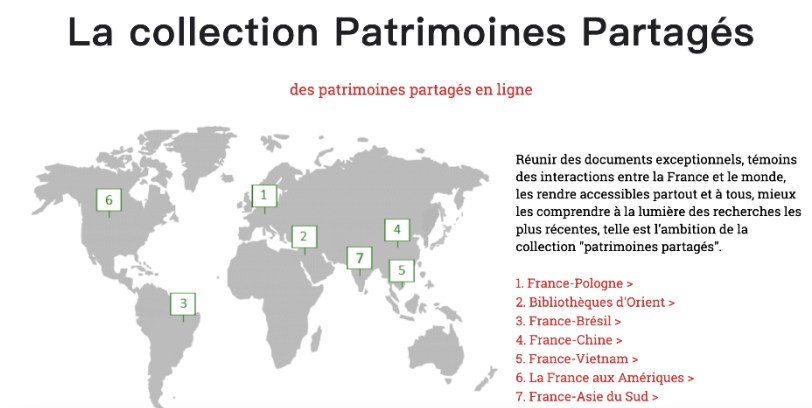 La collection Patrimoines Partagés
des patrimoines partagés en ligne
Réunir des documents exceptionnels, témoins
des interactions entre la France et le monde,
les rendre accessibles partout et à tous, mieux
les comprendre à la lumière des recherches les
plus récentes, telle est l'ambition de la
collection "patrimoines partagés".
6
1
2
4
7
5
3
1. France-Pologne >
2. Bibliothèques d'Orient >
3. France-Brésil >
4. France-Chine >
5. France-Vietnam >
6. La France aux Amériques >
7. France-Asie du Sud >